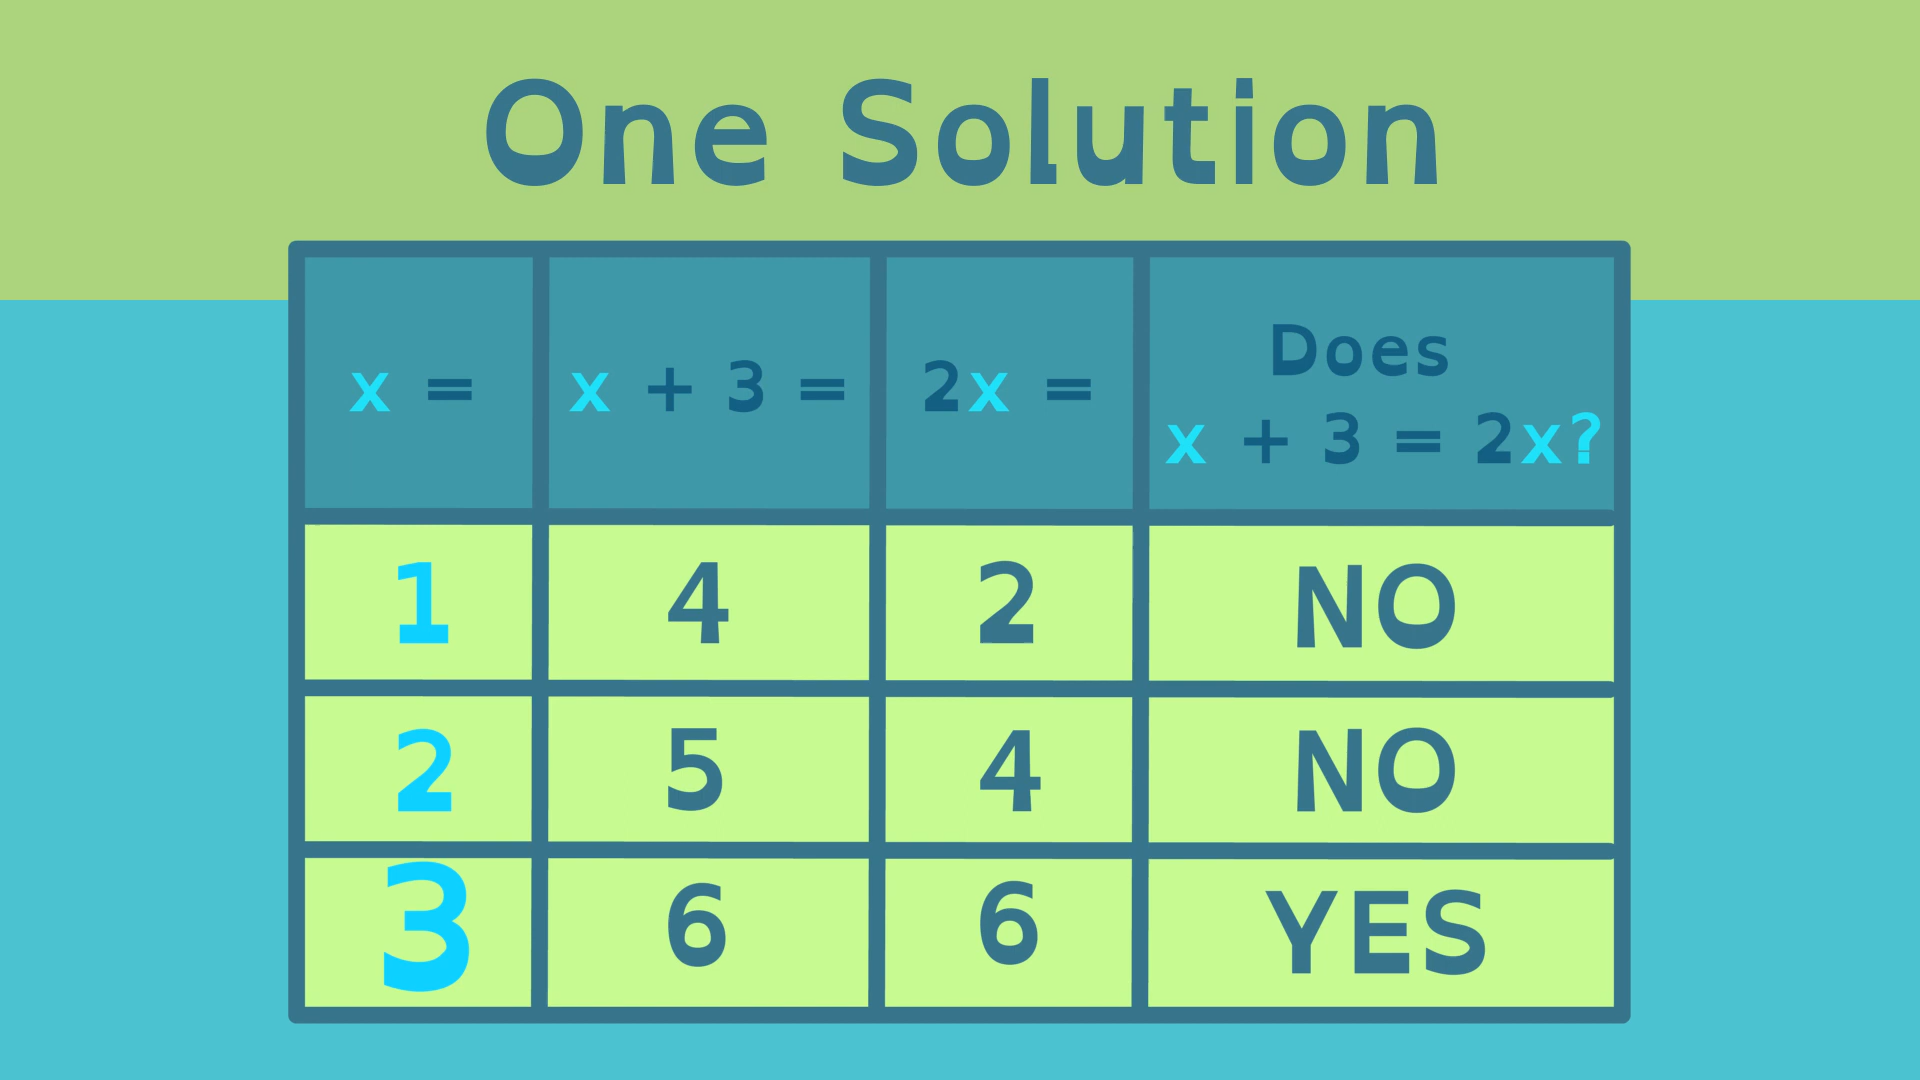 One Solution
x = x + 3 = 2x = Does
x + 3 = 2x?
1 4 2 NO
2 5 4 NO
3 6 6 YES